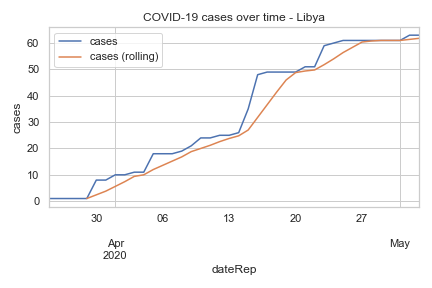 COVID-19 cases over time - Libya
cases
cases (rolling)
60
50
40
30
20
10
0
cases
30 06 13 20 27
Apr May
2020
dateRep